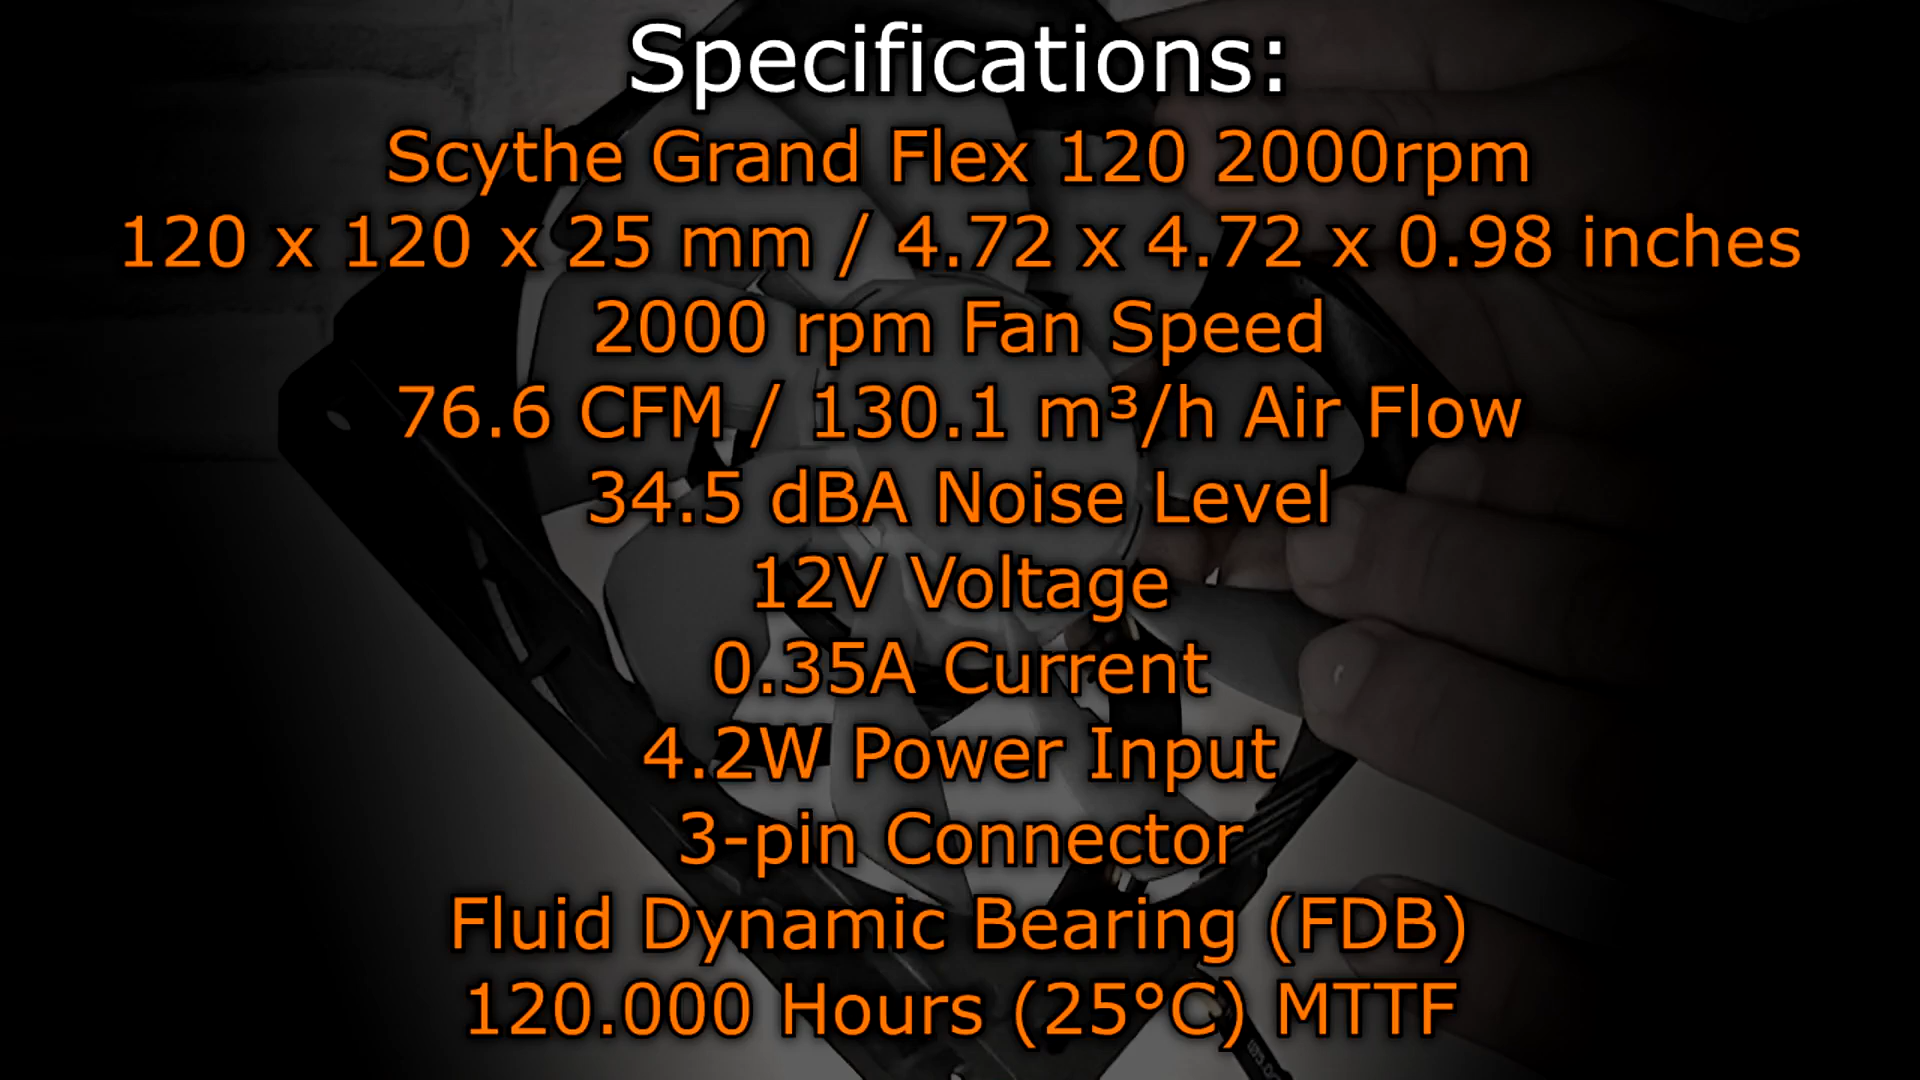 Specifications:
Scythe Grand Flex 120 2000rpm
120 x 120 x 25 mm / 4.72 x 4.72 x 0.98 inches
2000 rpm Fan Speed
76.6 CFM / 130.1 m³/h Air Flow
34.5 dBA Noise Level
12V Voltage
0.35A Current
4.2W Power Input
3-pin Connector
Fluid Dynamic Bearing (FDB)
120.000 Hours (25°C) MTTF